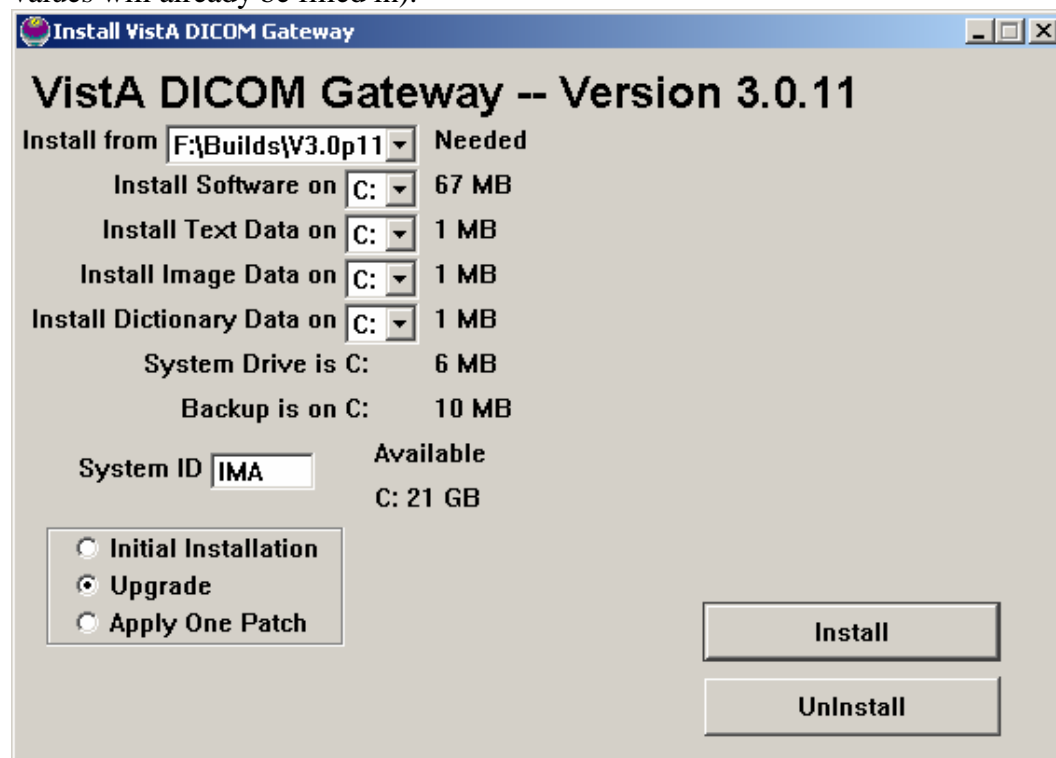 values will already be filled in).
Install VistA DICOM Gateway
VistA DICOM Gateway -- Version 3.0.11
Install from F:\Builds\V3.0p11 Needed
Install Software on C: 67 MB
Install Text Data on C: 1 MB
Install Image Data on C: 1 MB
Install Dictionary Data on C: 1 MB
System Drive is C: 6 MB
Backup is on C: 10 MB
System ID IMA Available
C: 21 GB
Initial Installation
Upgrade
Apply One Patch
Install
UnInstall